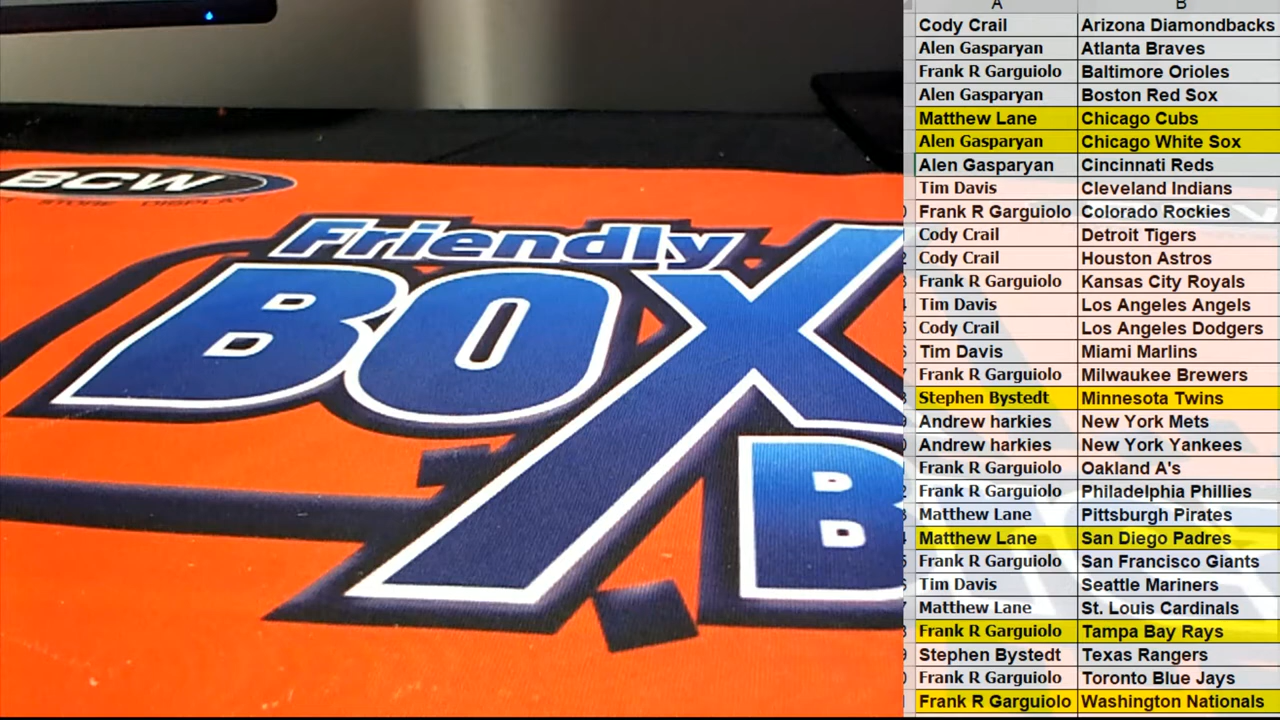 BCW
STORE DISPLAY
Friendly
BOX
B
A B
Cody Crail Arizona Diamondbacks
Alen Gasparyan Atlanta Braves
Frank R Garguiolo Baltimore Orioles
Alen Gasparyan Boston Red Sox
Matthew Lane Chicago Cubs
Alen Gasparyan Chicago White Sox
Alen Gasparyan Cincinnati Reds
Tim Davis Cleveland Indians
Frank R Garguiolo Colorado Rockies
Cody Crail Detroit Tigers
Cody Crail Houston Astros
Frank R Garguiolo Kansas City Royals
Tim Davis Los Angeles Angels
Cody Crail Los Angeles Dodgers
Tim Davis Miami Marlins
Frank R Garguiolo Milwaukee Brewers
Stephen Bystedt Minnesota Twins
Andrew harkies New York Mets
Andrew harkies New York Yankees
Frank R Garguiolo Oakland A's
Frank R Garguiolo Philadelphia Phillies
Matthew Lane Pittsburgh Pirates
Matthew Lane San Diego Padres
Frank R Garguiolo San Francisco Giants
Tim Davis Seattle Mariners
Matthew Lane St. Louis Cardinals
Frank R Garguiolo Tampa Bay Rays
Stephen Bystedt Texas Rangers
Frank R Garguiolo Toronto Blue Jays
Frank R Garguiolo Washington Nationals